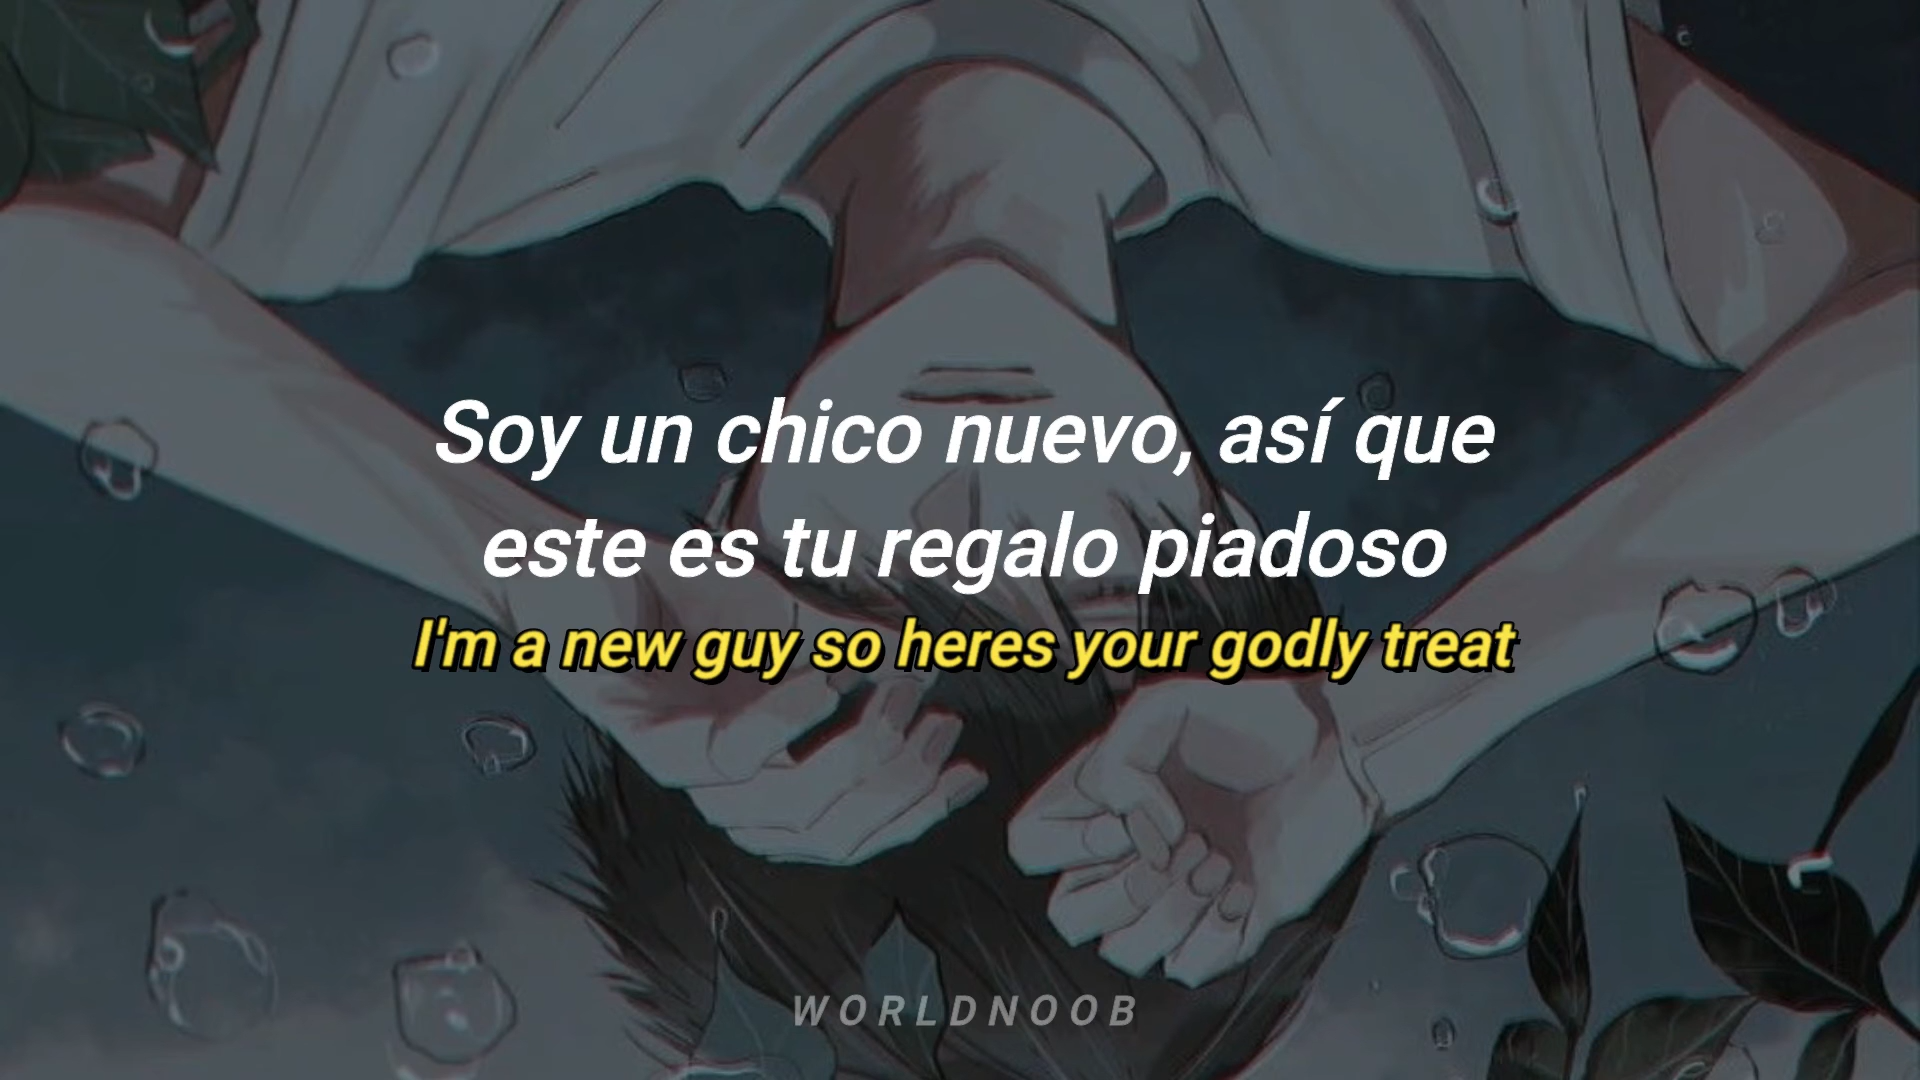 Soy un chico nuevo, así que
este es tu regalo piadoso
I'm a new guy so heres your godly treat
WORLDNOOB